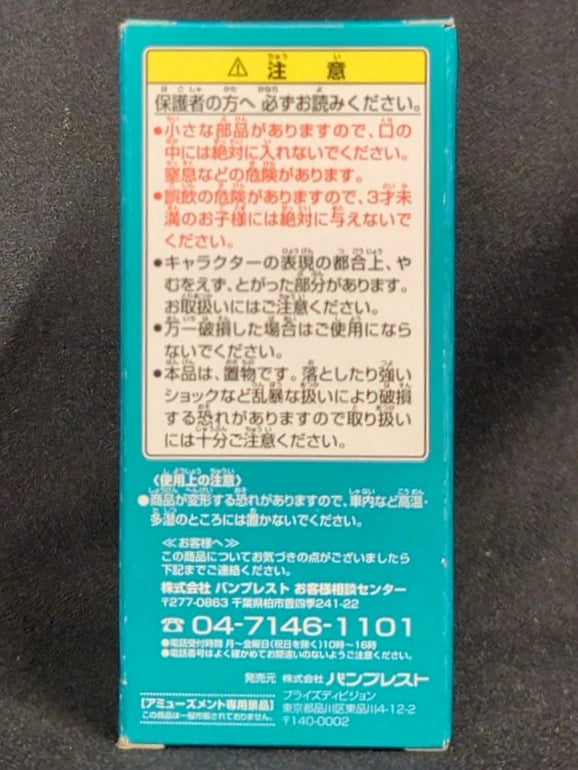 ⚠ 注意
保護者の方へ 必ずお読みください。
●小さな部品がありますので、口の
中には絶対に入れないでください。
窒息などの危険があります。
●誤飲の危険がありますので、3才未
満のお子様には絶対に与えないで
ください。
●キャラクターの表現の都合上、や
むをえず、とがった部分があります。
お取扱いにはご注意ください。
●万一破損した場合はご使用になら
ないでください。
●本品は、置物です。落としたり強い
ショックなど乱暴な扱いにより破損
する恐れがありますので取り扱い
には十分ご注意ください。
〈使用上の注意〉
●商品が変形する恐れがありますので、車内など高温・
多湿のところには置かないでください。
≪お客様へ≫
この商品についてお気づきの点がございましたら
下記までご連絡ください。
株式会社 バンプレスト お客様相談センター
〒277-0863 千葉県柏市豊四季241-22
☎ 04-7146-1101
●電話受付時間 月〜金曜日(祝日を除く)10時〜16時
●電話番号はよく確かめてお間違いのないようご注意ください。
発売元 株式会社 バンプレスト
プライズディビジョン
東京都品川区東品川4-12-2
〒140-0002
【アミューズメント専用景品】
この商品は一般市販されておりません。